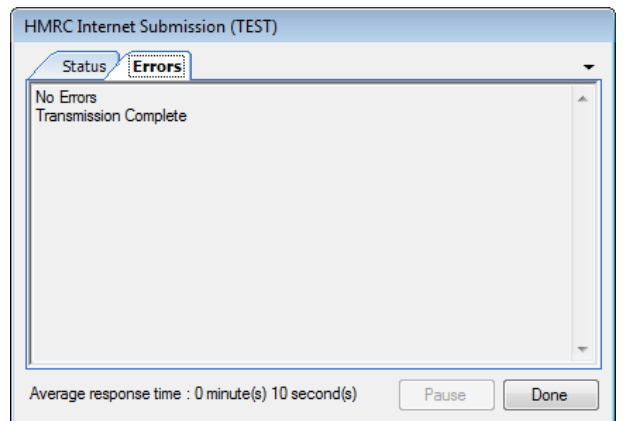 HMRC Internet Submission (TEST)
Status Errors
No Errors
Transmission Complete
Average response time : 0 minute(s) 10 second(s) Pause Done